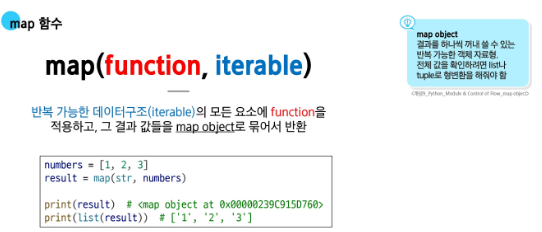 map 함수
map(function, iterable)
반복 가능한 데이터구조(iterable)의 모든 요소에 function을
적용하고, 그 결과 값들을 map object로 묶어서 반환
numbers = [1, 2, 3]
result = map(str, numbers)
print(result)  # <map object at 0x00000239C915D760>
print(list(result))  # ['1', '2', '3']
map object
결과를 하나씩 꺼내 쓸 수 있는
반복 가능한 객체 자료형.
전체 값을 확인하려면 list나
tuple로 형변환을 해줘야 함